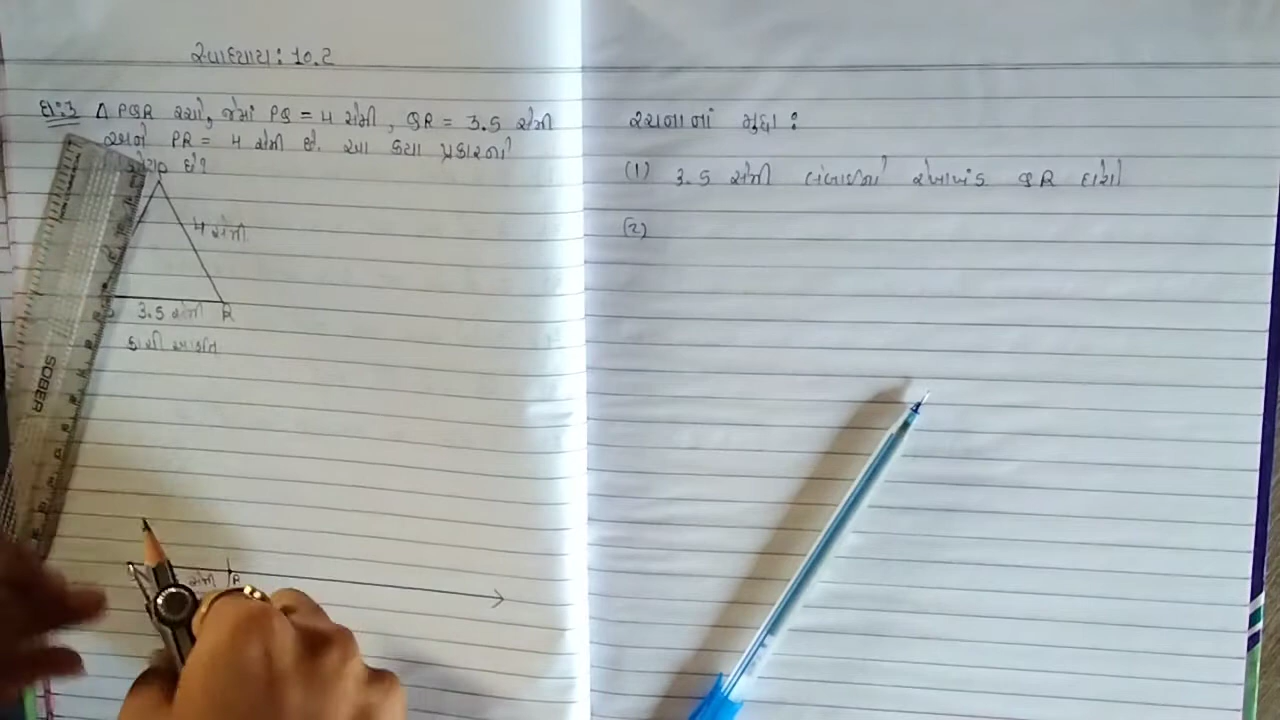 સ્વાધ્યાય: 10.2
દા:3 Δ PQR રચો, જેમાં PQ = 4 સેમી, QR = 3.5 સેમી
અને PR = 4 સેમી છે. આ કયા પ્રકારનો
છે?
4 સેમી
3.5 સેમી R
કાચી આકૃતિ
સેમી R
SOBER
રચનાનાં મુદ્દા :
(1) 3.5 સેમી લંબાઈનો રેખાખંડ QR દોરો
(2)